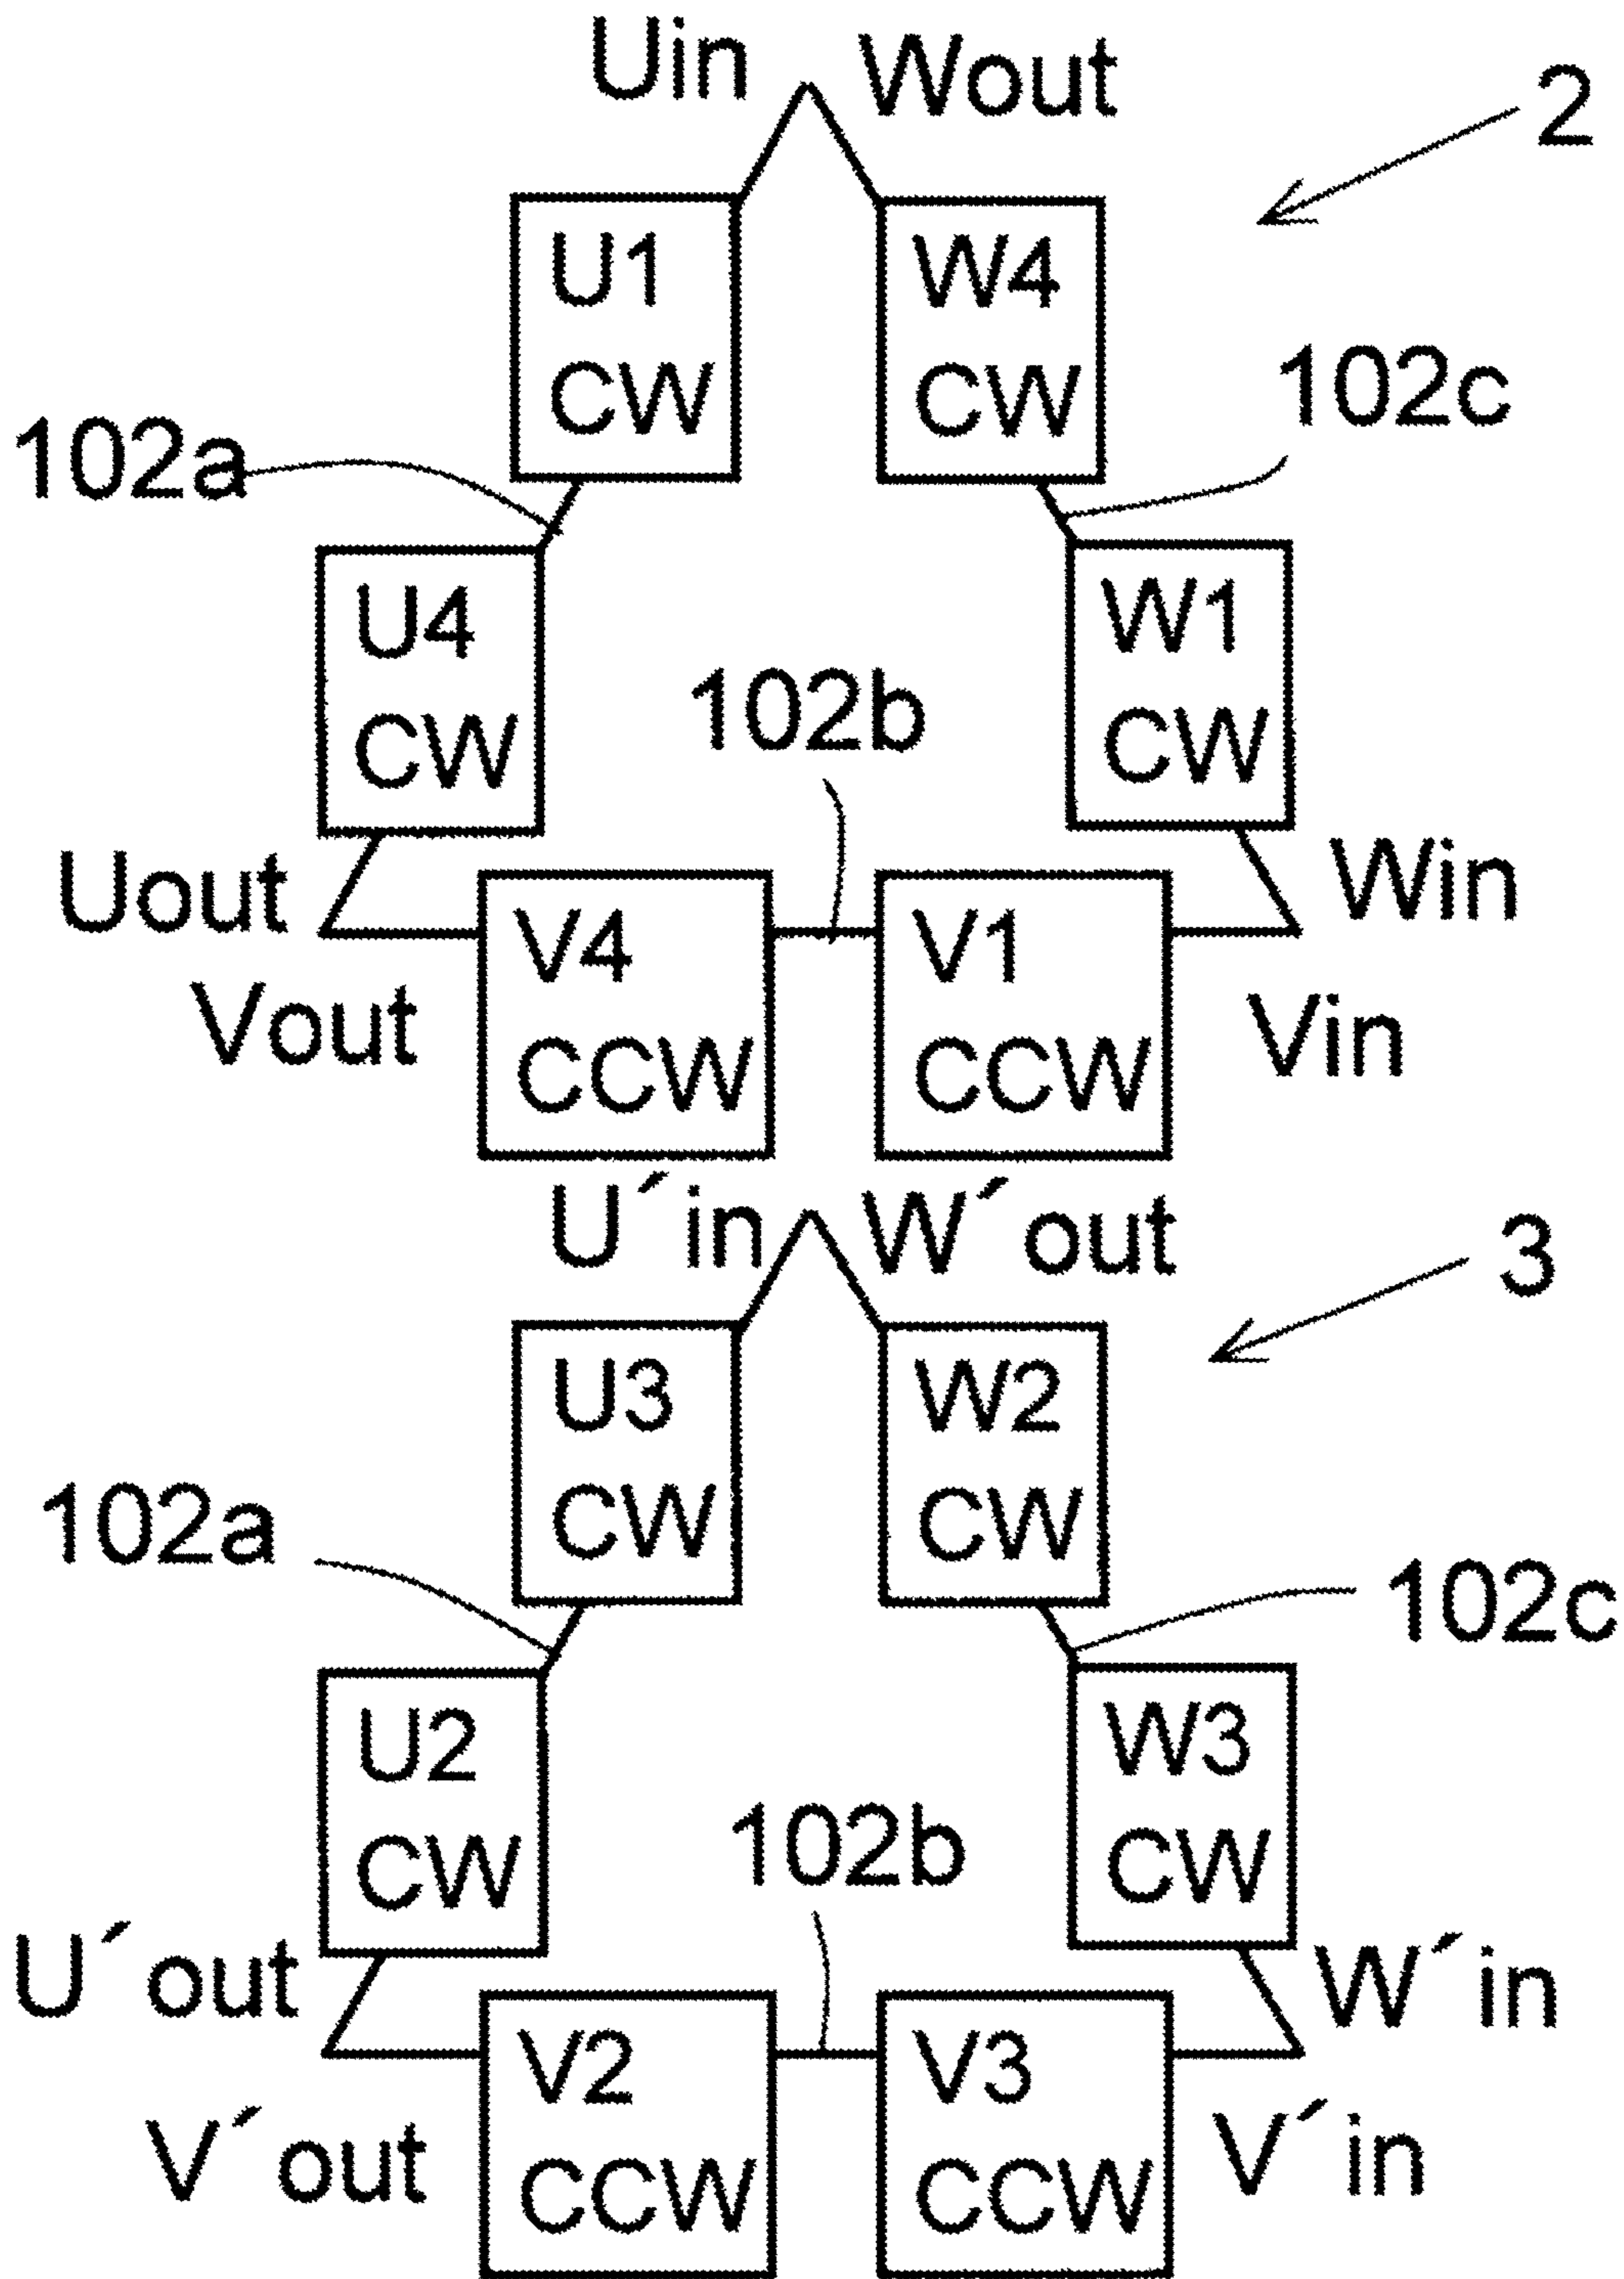 Uin Wout
2
U1
CW
W4
CW
102c
102a
U4
CW
W1
CW
102b
Uout
Win
V4
CCW
V1
CCW
Vout
Vin
U´in W´out
3
U3
CW
W2
CW
102a
102c
U2
CW
W3
CW
102b
U´out
W´in
V2
CCW
V3
CCW
V´out
V´in